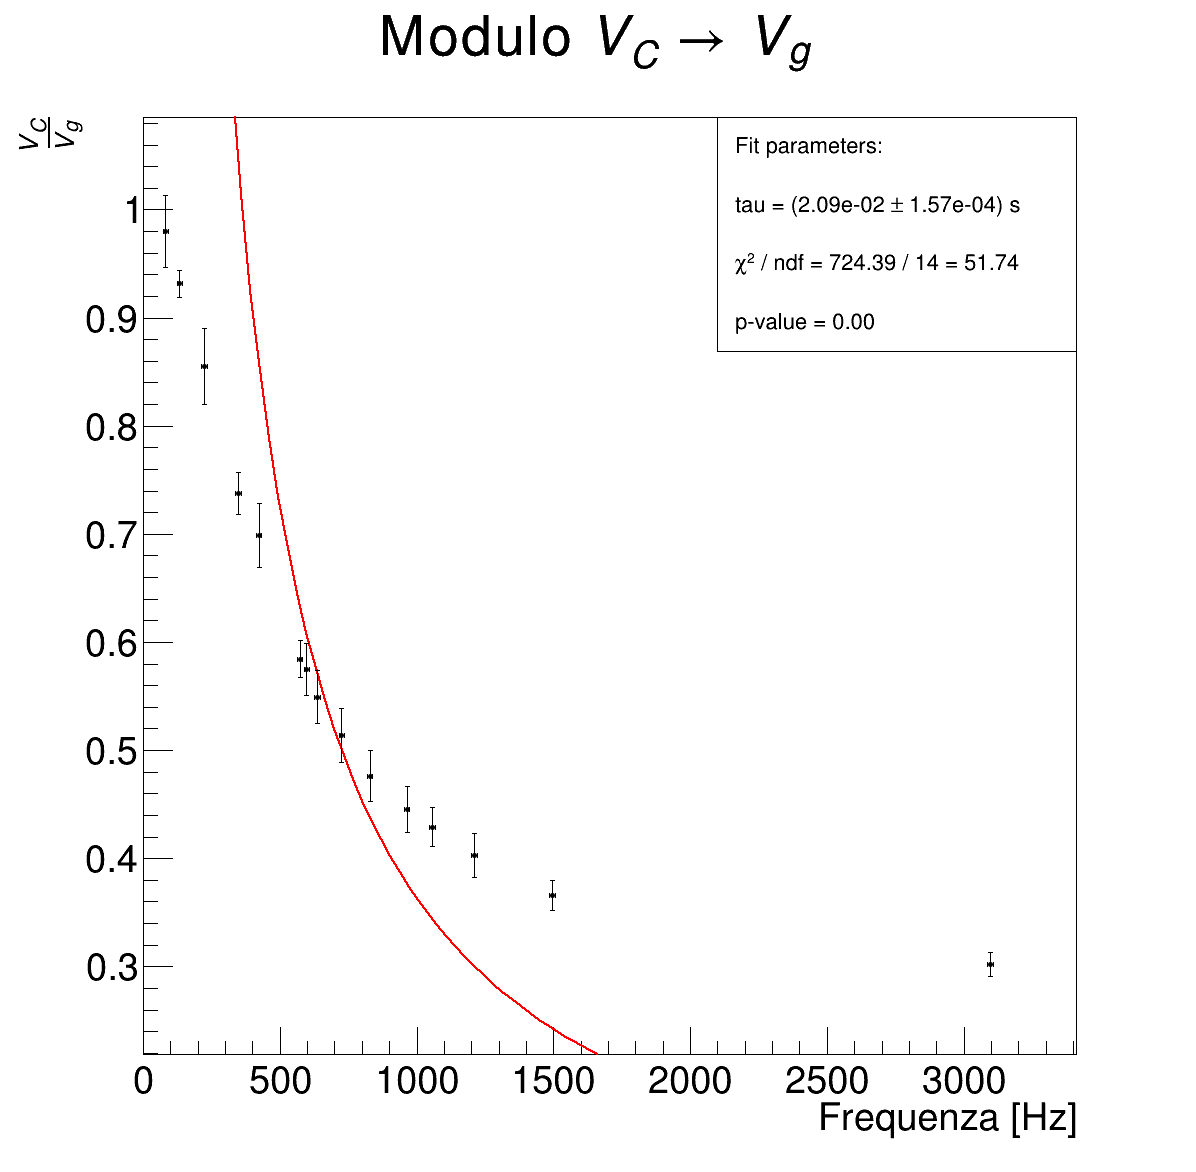 Modulo V_C → V_g
V_C / V_g
Fit parameters:
tau = (2.09e-02 ± 1.57e-04) s
χ² / ndf = 724.39 / 14 = 51.74
p-value = 0.00
1
0.9
0.8
0.7
0.6
0.5
0.4
0.3
0 500 1000 1500 2000 2500 3000
Frequenza [Hz]